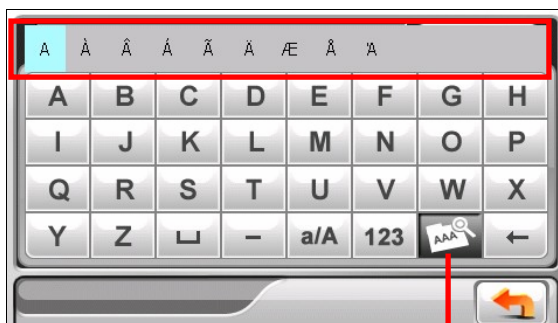 A À Â Á Ã Ä Æ Å Ά
A B C D E F G H
I J K L M N O P
Q R S T U V W X
Y Z ⌴ – a/A 123 AAA ←